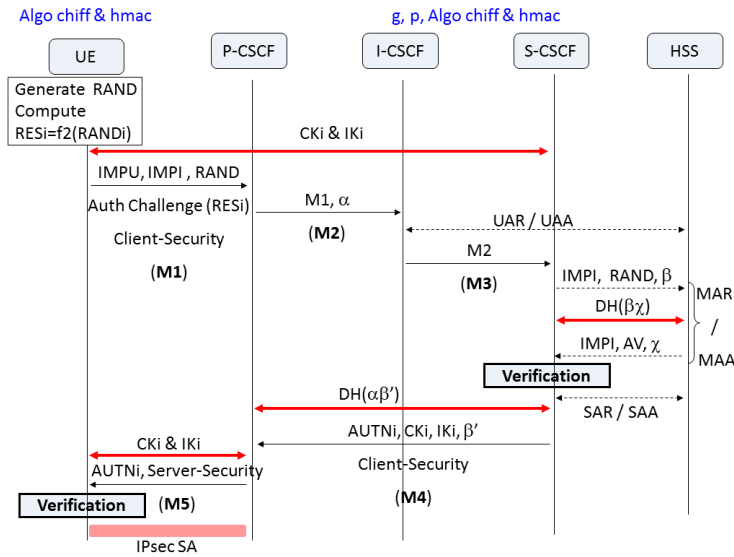 Algo chiff & hmac
g, p, Algo chiff & hmac
UE
P-CSCF
I-CSCF
S-CSCF
HSS
Generate RAND
Compute
RESi=f2(RANDi)
CKi & IKi
IMPU, IMPI , RAND
Auth Challenge (RESi)
Client-Security
(M1)
M1, α
(M2)
UAR / UAA
M2
(M3)
IMPI, RAND, β
DH(βχ)
IMPI, AV, χ
MAR
/
MAA
Verification
DH(αβ’)
SAR / SAA
AUTNi, CKi, IKi, β’
Client-Security
(M4)
CKi & IKi
AUTNi, Server-Security
(M5)
Verification
IPsec SA